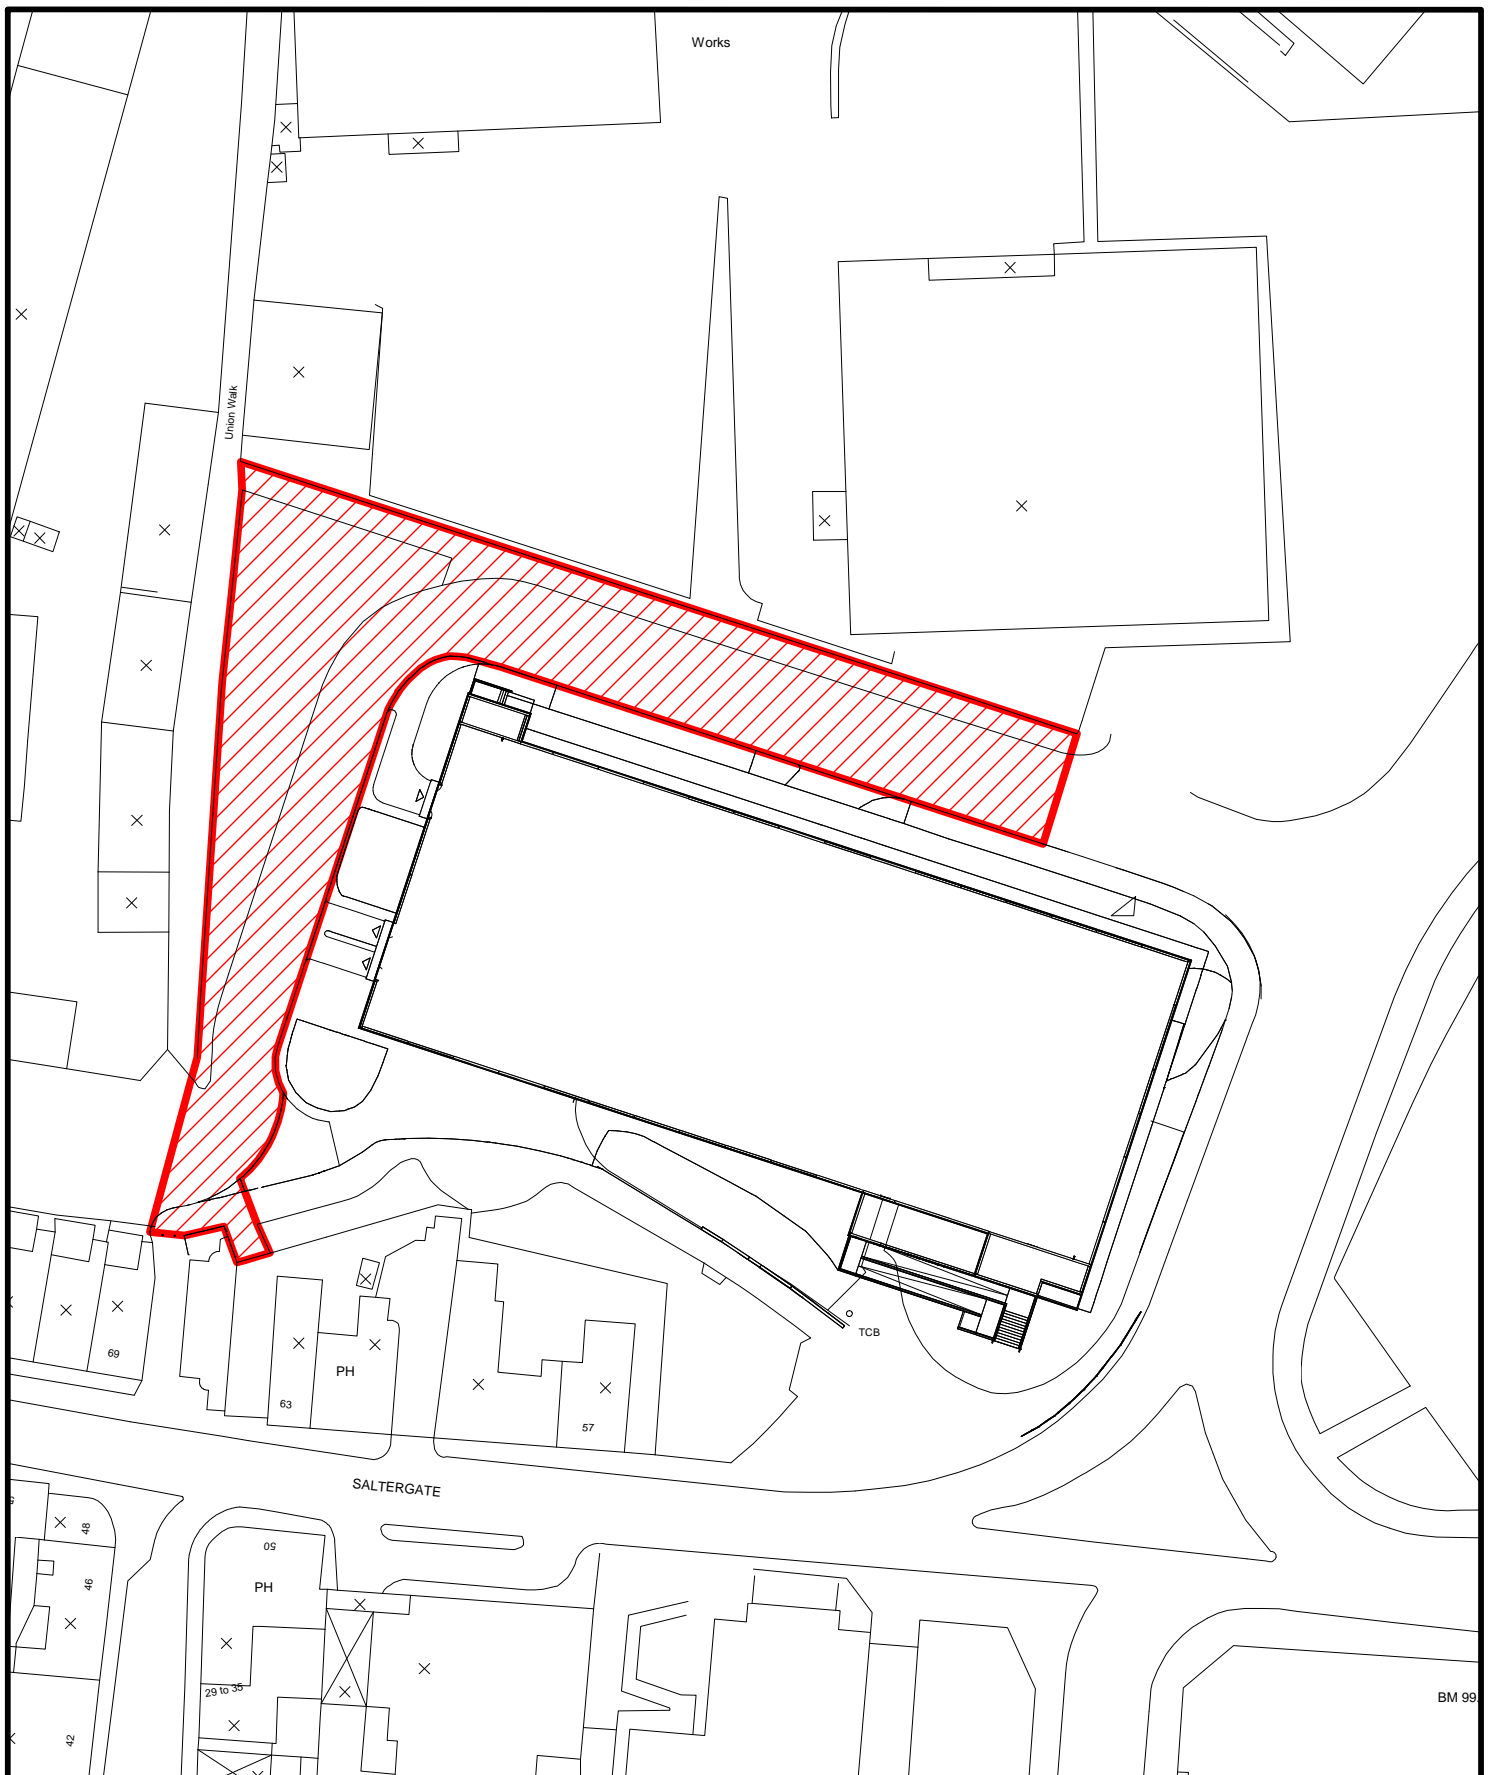 Works
Union Walk
TCB
69
PH
63
57
SALTERGATE
48
50
46
PH
29 to 35
42
BM 99.